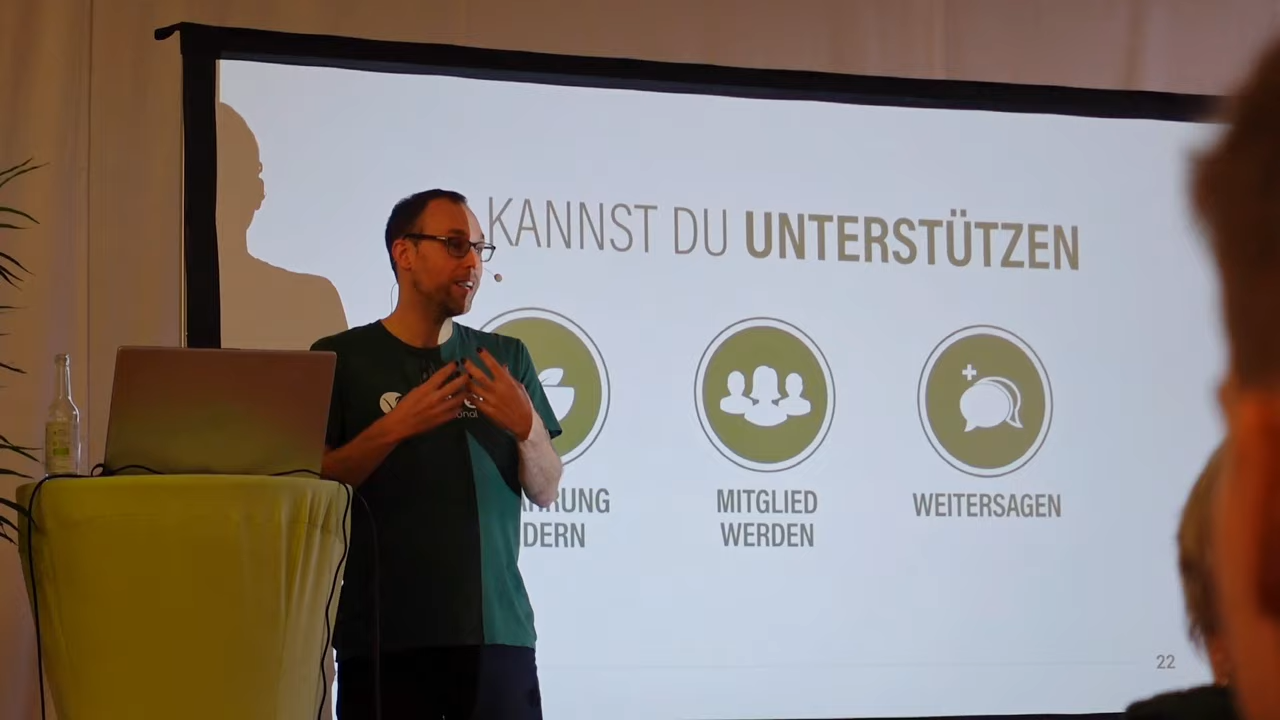 KANNST DU UNTERSTÜTZEN
MITGLIED
WERDEN
WEITERSAGEN
22